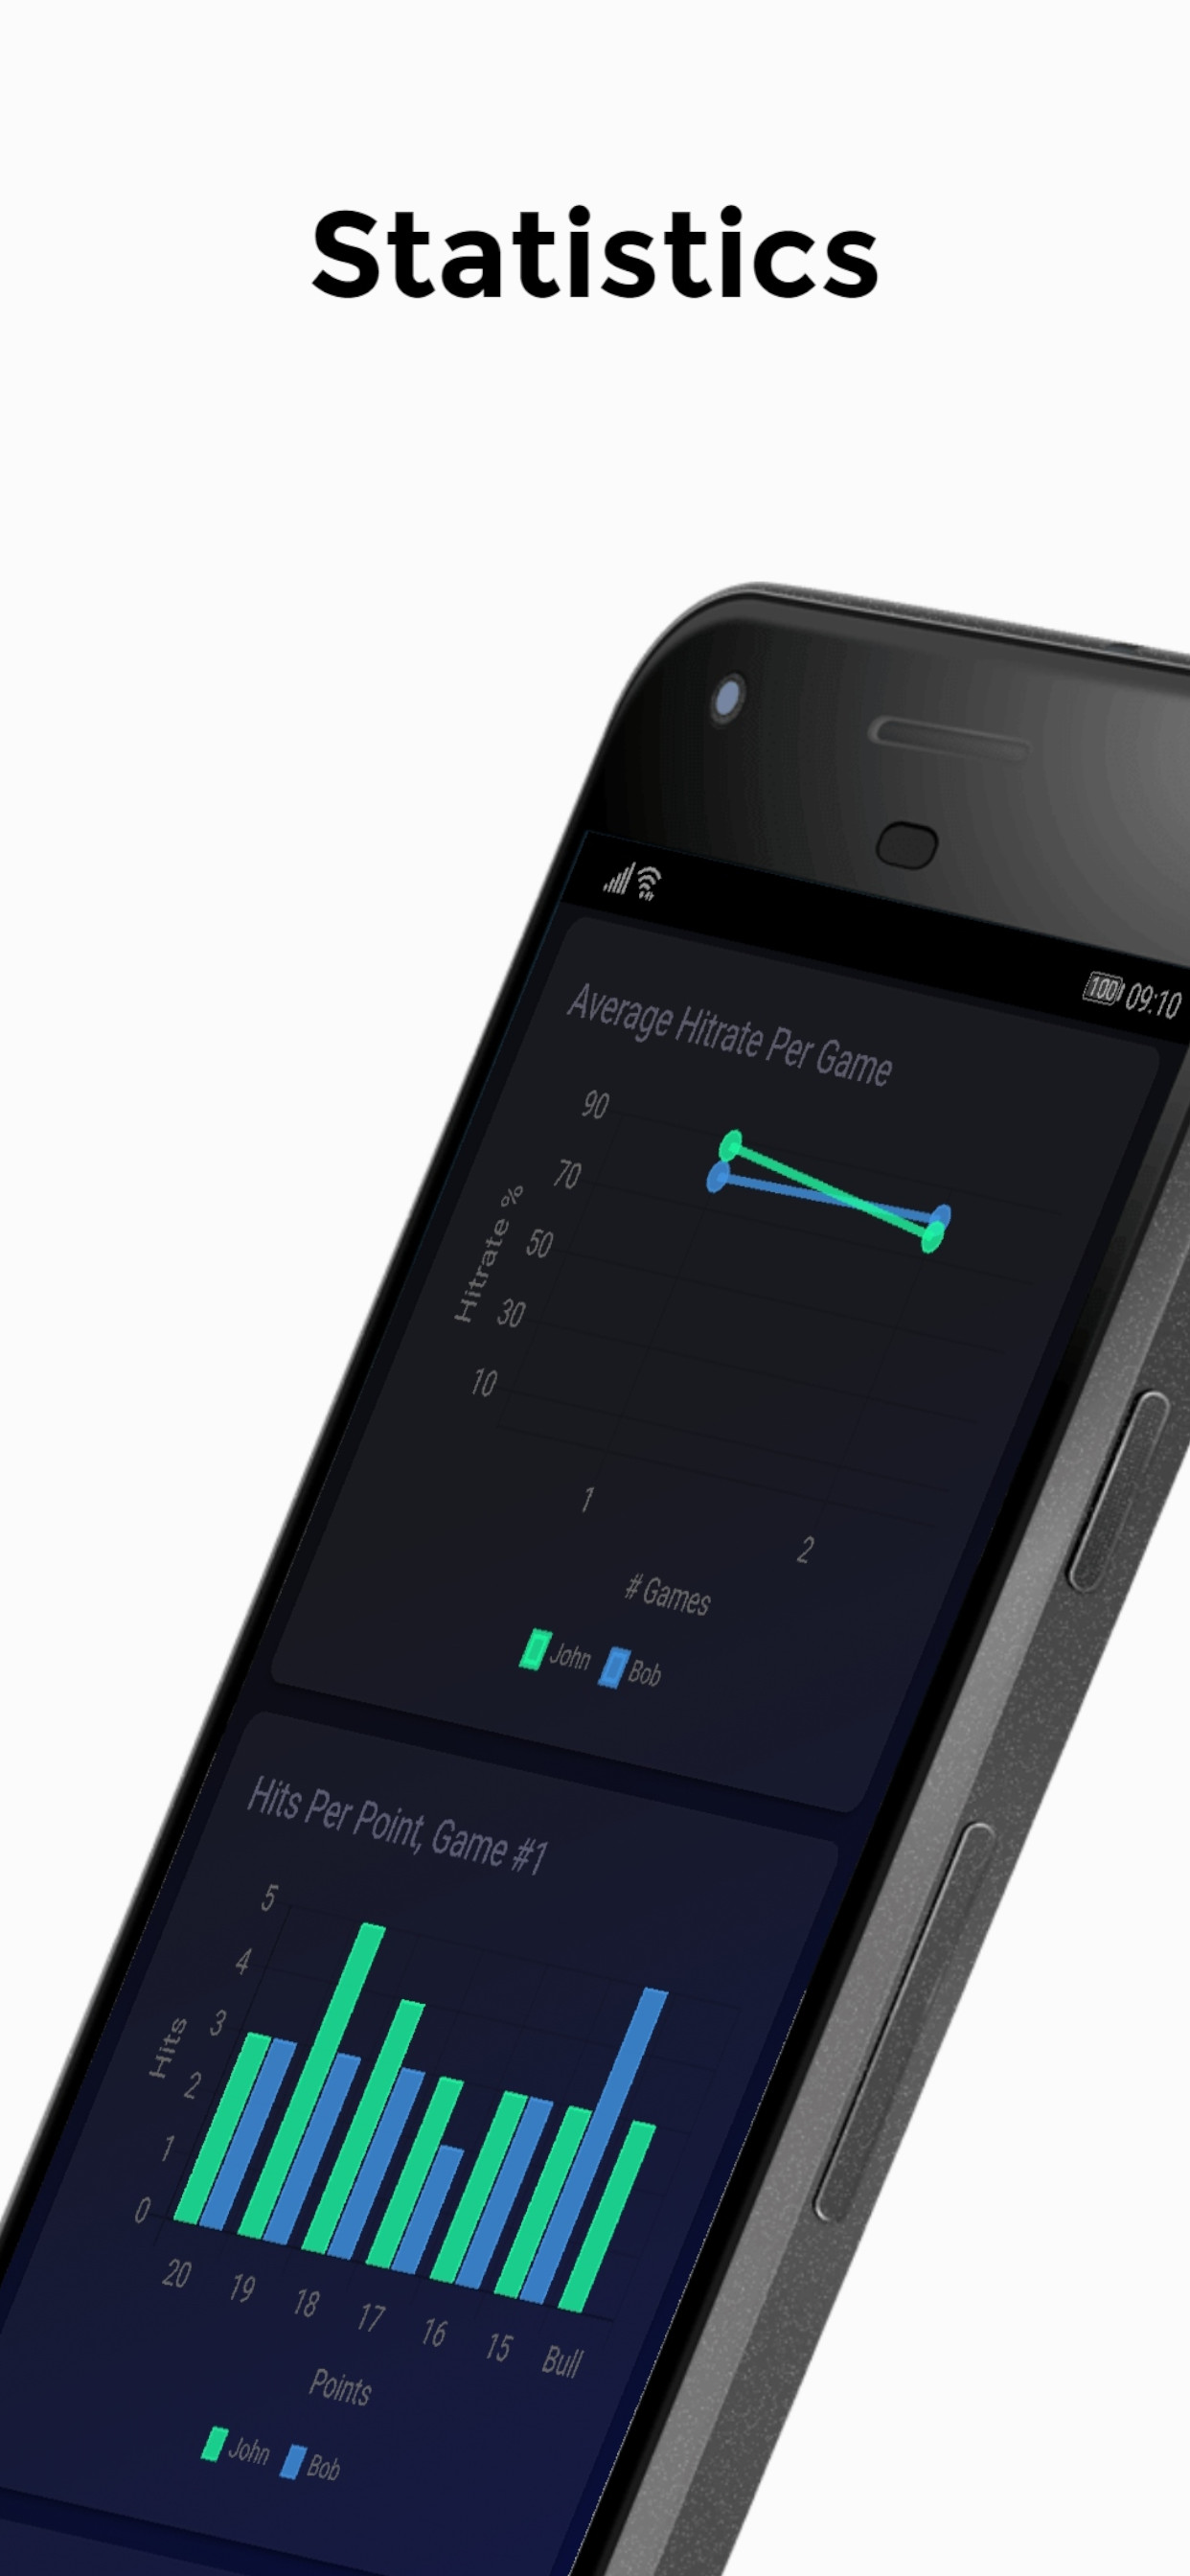 Statistics
100 09:10
Average Hitrate Per Game
90
70
50
30
10
Hitrate %
1 2
# Games
John Bob
Hits Per Point, Game #1
5
4
3
2
1
0
Hits
20 19 18 17 16 15 Bull
Points
John Bob